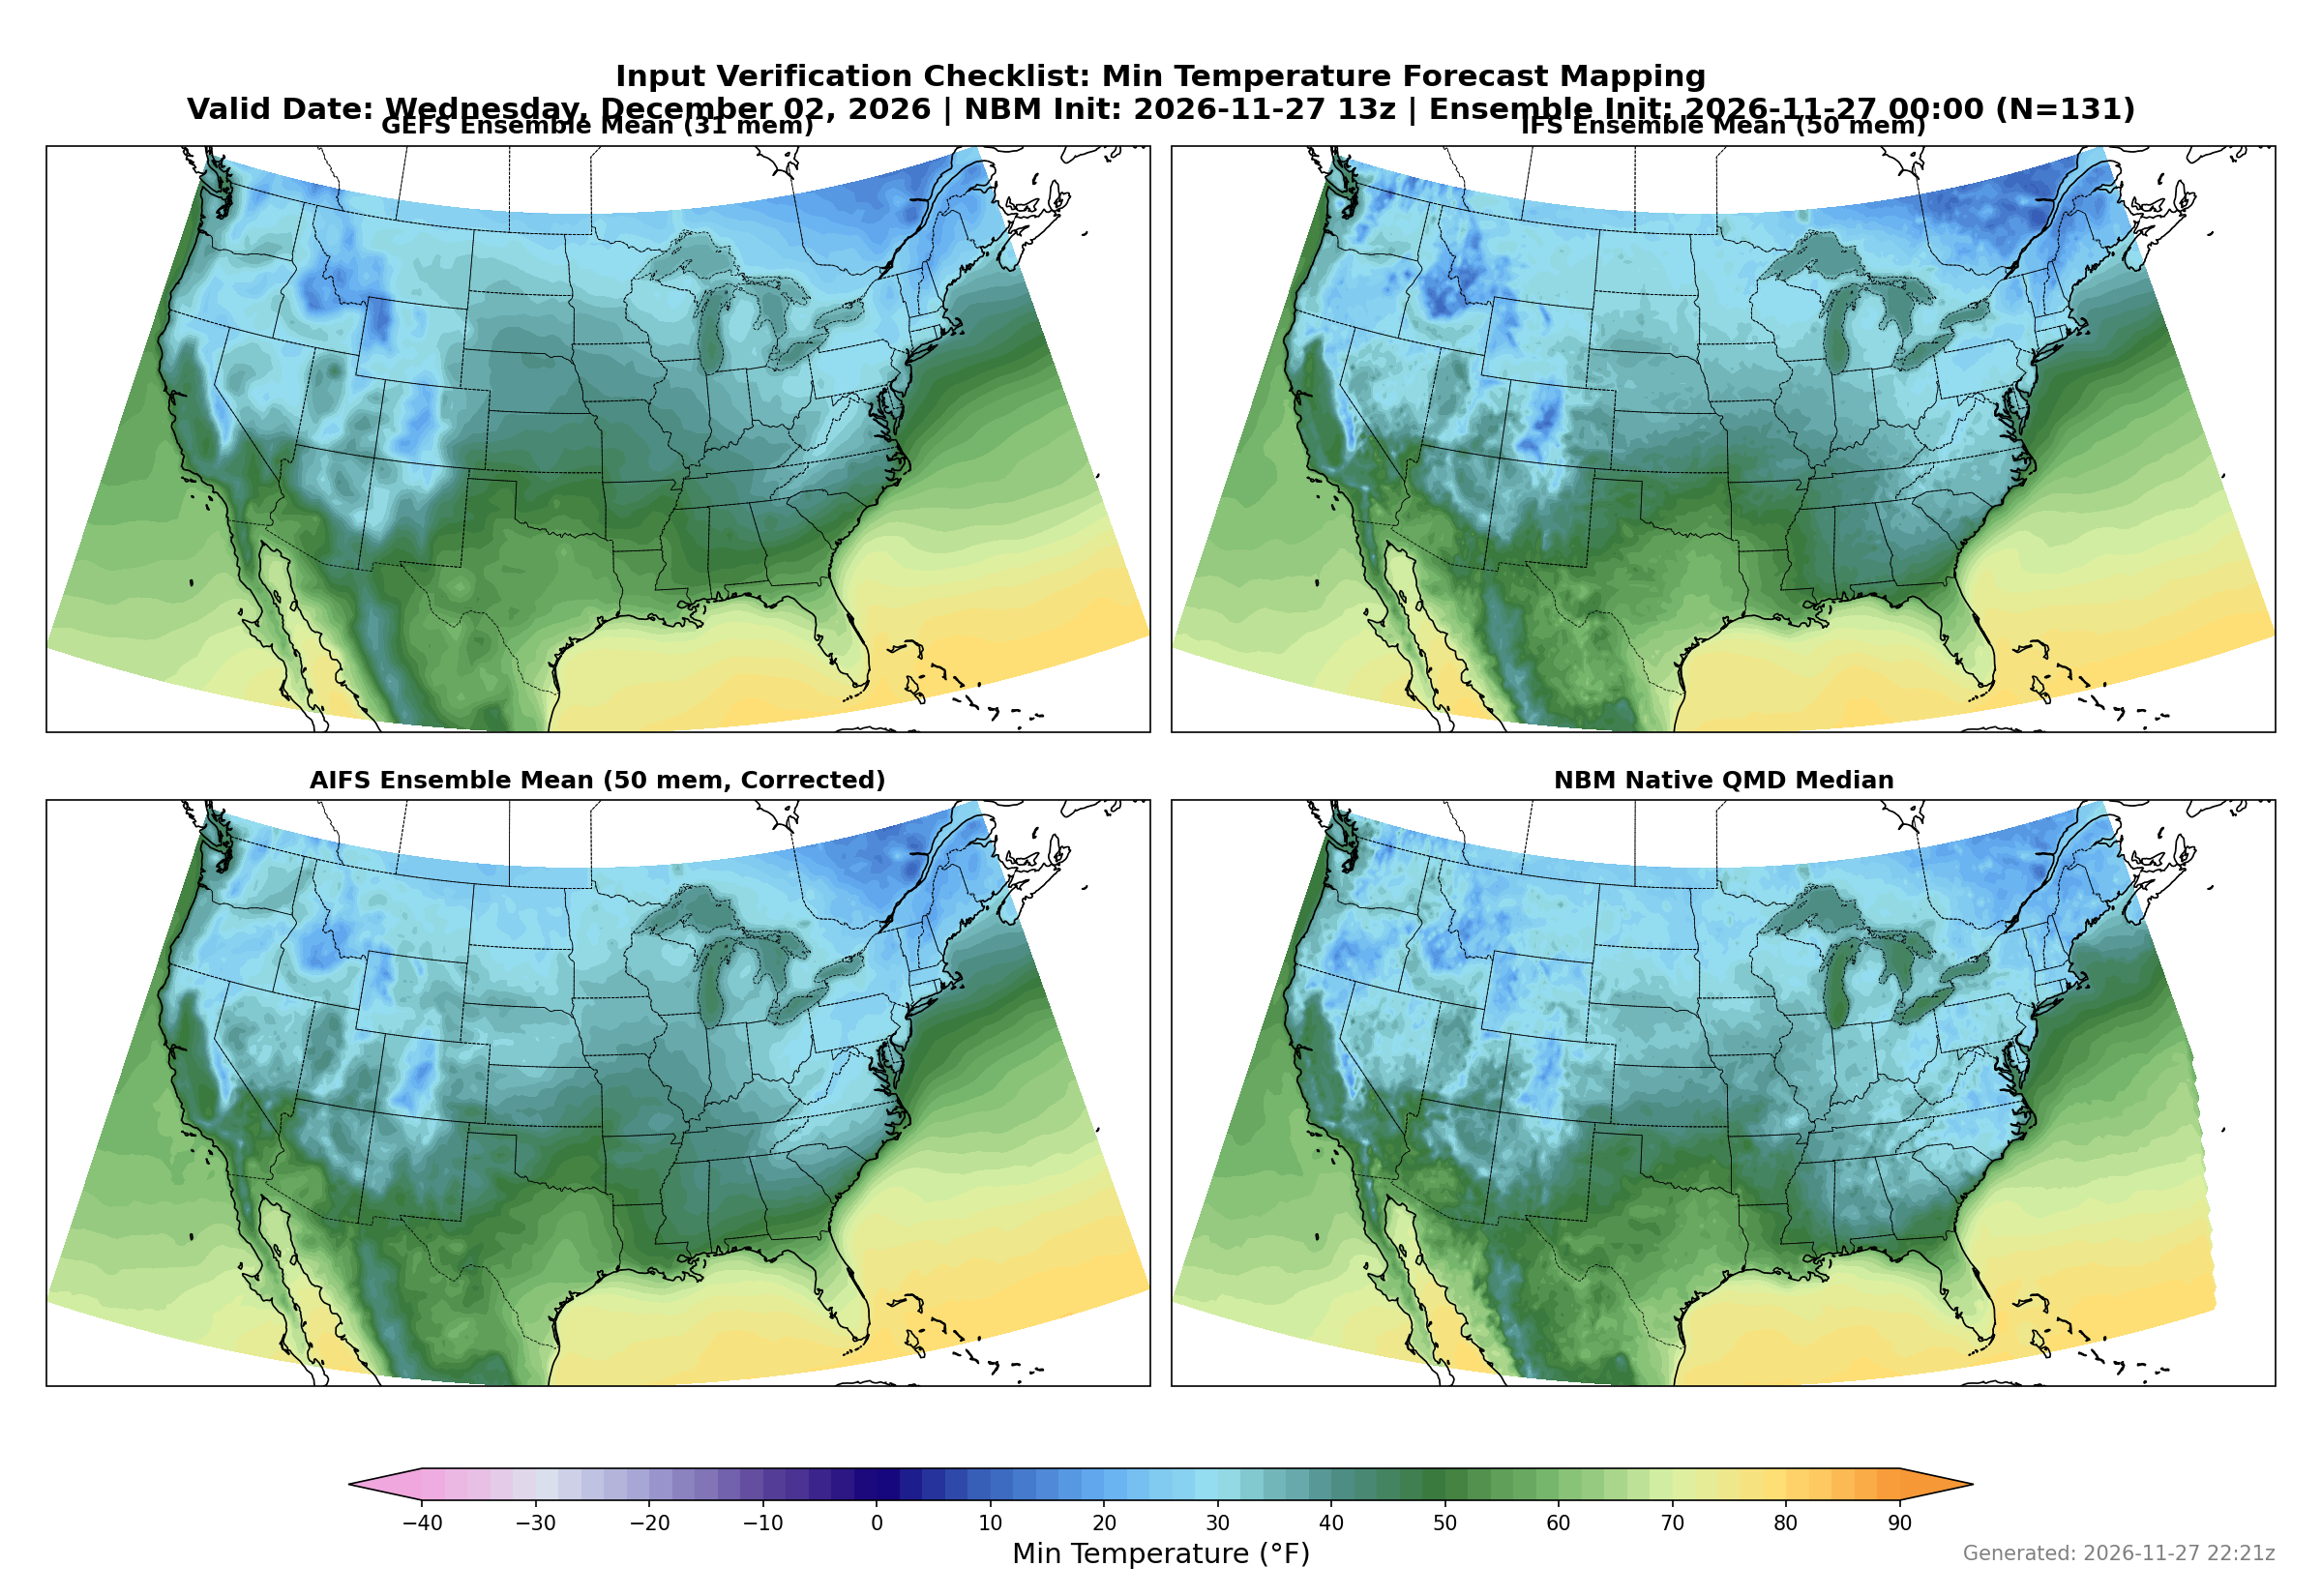 Input Verification Checklist: Min Temperature Forecast Mapping
Valid Date: Wednesday, December 02, 2026 | NBM Init: 2026-11-27 13z | Ensemble Init: 2026-11-27 00:00 (N=131)
GEFS Ensemble Mean (31 mem)
IFS Ensemble Mean (50 mem)
AIFS Ensemble Mean (50 mem, Corrected)
NBM Native QMD Median
−40 −30 −20 −10 0 10 20 30 40 50 60 70 80 90
Min Temperature (°F)
Generated: 2026-11-27 22:21z